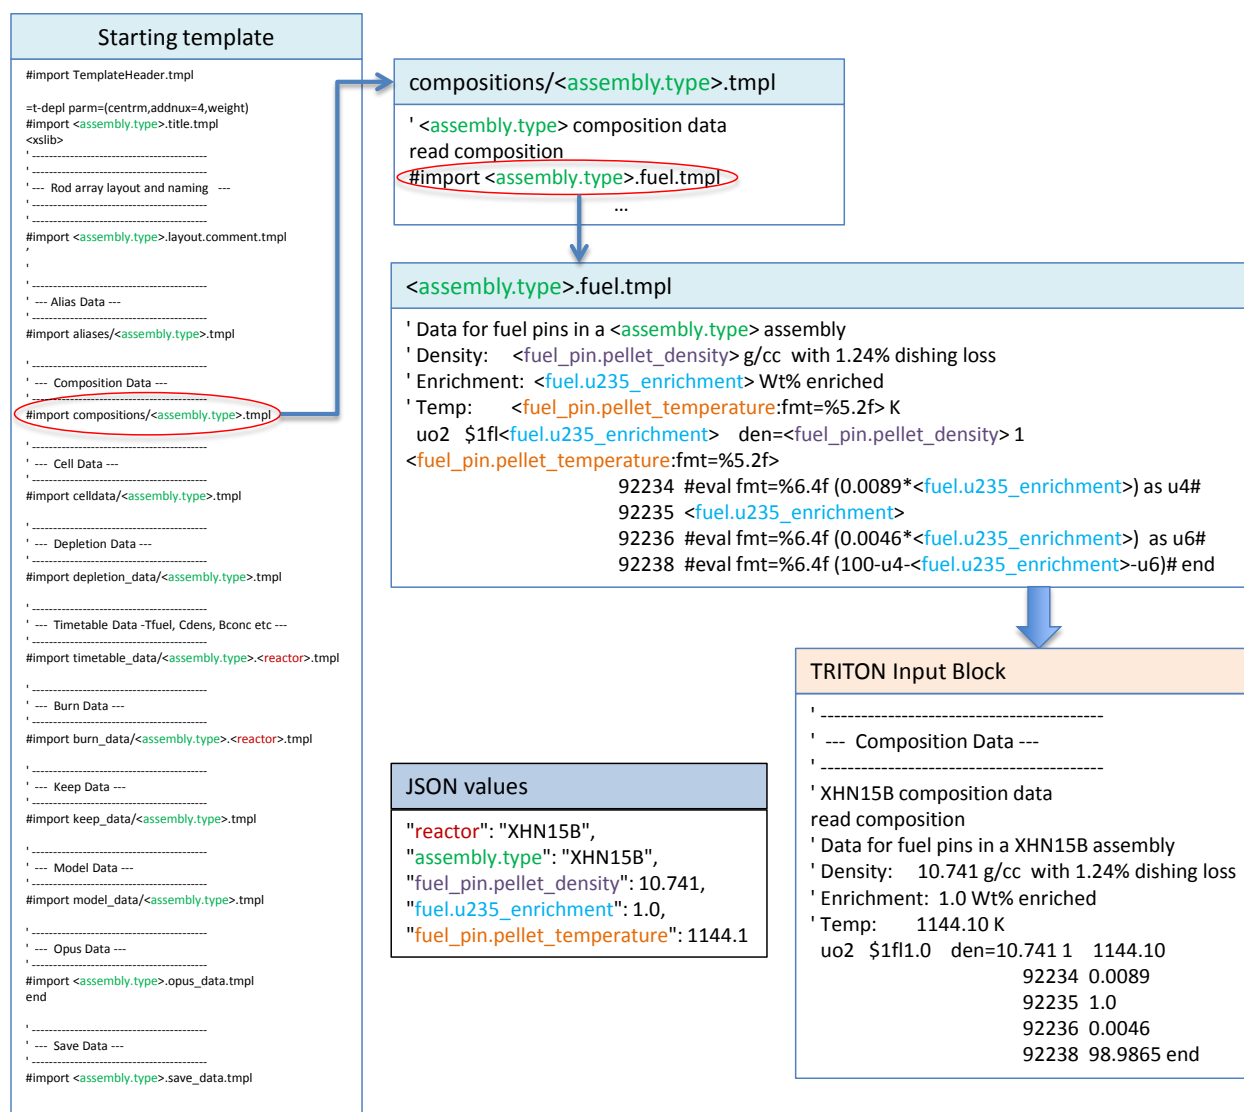 Starting template
#import TemplateHeader.tmpl
=t-depl parm=(centrm,addnux=4,weight)
#import <assembly.type>.title.tmpl
<xslib>
' -----------------------------------------
' -----------------------------------------
' --- Rod array layout and naming ---
' -----------------------------------------
' -----------------------------------------
#import <assembly.type>.layout.comment.tmpl
'
'
' -----------------------------------------
' --- Alias Data ---
' -----------------------------------------
#import aliases/<assembly.type>.tmpl
' -----------------------------------------
' --- Composition Data ---
' -----------------------------------------
#import compositions/<assembly.type>.tmpl
' -----------------------------------------
' --- Cell Data ---
' -----------------------------------------
#import celldata/<assembly.type>.tmpl
' -----------------------------------------
' --- Depletion Data ---
' -----------------------------------------
#import depletion_data/<assembly.type>.tmpl
' -----------------------------------------
' --- Timetable Data -Tfuel, Cdens, Bconc etc ---
' -----------------------------------------
#import timetable_data/<assembly.type>.<reactor>.tmpl
' -----------------------------------------
' --- Burn Data ---
' -----------------------------------------
#import burn_data/<assembly.type>.<reactor>.tmpl
' -----------------------------------------
' --- Keep Data ---
' -----------------------------------------
#import keep_data/<assembly.type>.tmpl
' -----------------------------------------
' --- Model Data ---
' -----------------------------------------
#import model_data/<assembly.type>.tmpl
' -----------------------------------------
' --- Opus Data ---
' -----------------------------------------
#import <assembly.type>.opus_data.tmpl
end
' -----------------------------------------
' --- Save Data ---
' -----------------------------------------
#import <assembly.type>.save_data.tmpl
compositions/<assembly.type>.tmpl
' <assembly.type> composition data
read composition
#import <assembly.type>.fuel.tmpl
...
<assembly.type>.fuel.tmpl
' Data for fuel pins in a <assembly.type> assembly
' Density: <fuel_pin.pellet_density> g/cc with 1.24% dishing loss
' Enrichment: <fuel.u235_enrichment> Wt% enriched
' Temp: <fuel_pin.pellet_temperature:fmt=%5.2f> K
uo2 $1fl<fuel.u235_enrichment> den=<fuel_pin.pellet_density> 1
<fuel_pin.pellet_temperature:fmt=%5.2f>
92234 #eval fmt=%6.4f (0.0089*<fuel.u235_enrichment>) as u4#
92235 <fuel.u235_enrichment>
92236 #eval fmt=%6.4f (0.0046*<fuel.u235_enrichment>) as u6#
92238 #eval fmt=%6.4f (100-u4-<fuel.u235_enrichment>-u6)# end
JSON values
"reactor": "XHN15B",
"assembly.type": "XHN15B",
"fuel_pin.pellet_density": 10.741,
"fuel.u235_enrichment": 1.0,
"fuel_pin.pellet_temperature": 1144.1
TRITON Input Block
' -----------------------------------------
' --- Composition Data ---
' -----------------------------------------
' XHN15B composition data
read composition
' Data for fuel pins in a XHN15B assembly
' Density: 10.741 g/cc with 1.24% dishing loss
' Enrichment: 1.0 Wt% enriched
' Temp: 1144.10 K
uo2 $1fl1.0 den=10.741 1 1144.10
92234 0.0089
92235 1.0
92236 0.0046
92238 98.9865 end